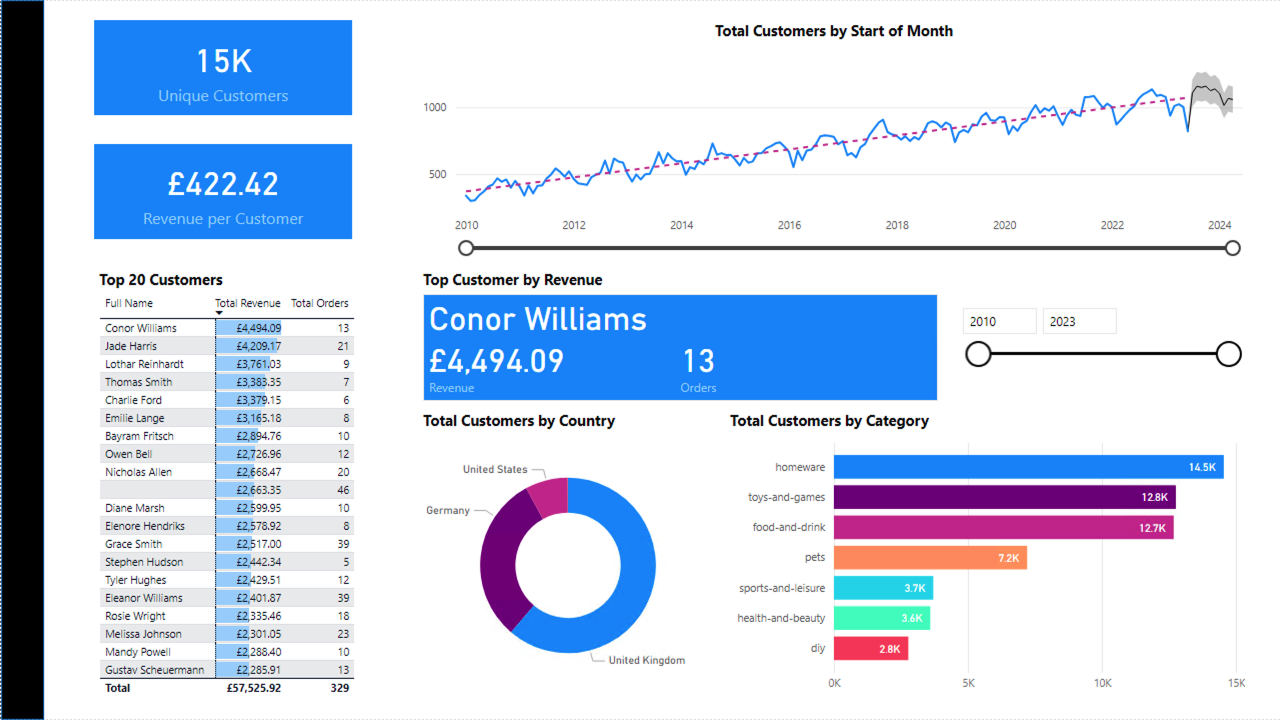 15K
Unique Customers
£422.42
Revenue per Customer
Total Customers by Start of Month
1000
500
2010 2012 2014 2016 2018 2020 2022 2024
Top 20 Customers
Full Name Total Revenue Total Orders
Conor Williams £4,494.09 13
Jade Harris £4,209.17 21
Lothar Reinhardt £3,761.03 9
Thomas Smith £3,383.35 7
Charlie Ford £3,379.15 6
Emilie Lange £3,165.18 8
Bayram Fritsch £2,894.76 10
Owen Bell £2,726.96 12
Nicholas Allen £2,668.47 20
£2,663.35 46
Diane Marsh £2,599.95 10
Elenore Hendriks £2,578.92 8
Grace Smith £2,517.00 39
Stephen Hudson £2,442.34 5
Tyler Hughes £2,429.51 12
Eleanor Williams £2,401.87 39
Rosie Wright £2,335.46 18
Melissa Johnson £2,301.05 23
Mandy Powell £2,288.40 10
Gustav Scheuermann £2,285.91 13
Total £57,525.92 329
Top Customer by Revenue
Conor Williams
£4,494.09 13
Revenue Orders
2010 2023
Total Customers by Country
United States
Germany
United Kingdom
Total Customers by Category
homeware 14.5K
toys-and-games 12.8K
food-and-drink 12.7K
pets 7.2K
sports-and-leisure 3.7K
health-and-beauty 3.6K
diy 2.8K
0K 5K 10K 15K